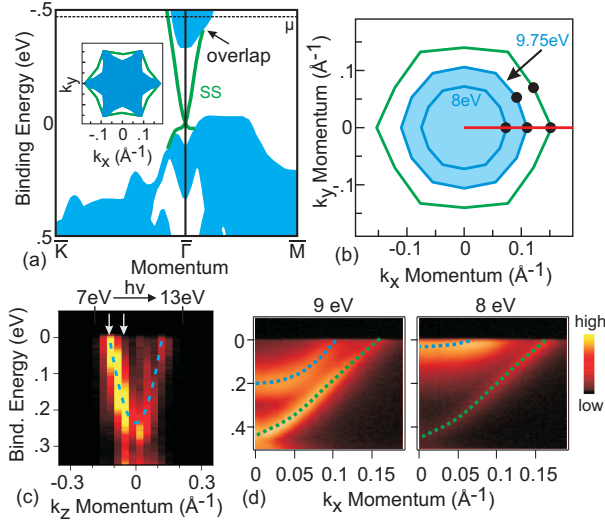 -.5
0
.5
Binding Energy (eV)
μ
overlap
SS
ky
-0.1
0.1
kx (Å-1)
(a)
K̅
Γ̅
M̅
Momentum
9.75eV
8eV
.1
0
.1
ky Momentum (Å-1)
-0.1
0
0.1
(b)
kx Momentum (Å-1)
hν
7eV
13eV
0
.1
.2
.3
Bind. Energy (eV)
-0.3
0
0.3
(c)
kz Momentum (Å-1)
9 eV
8 eV
0
.2
.4
0
0.05
0.1
0.15
0
0.05
0.1
0.15
(d)
kx Momentum (Å-1)
high
low